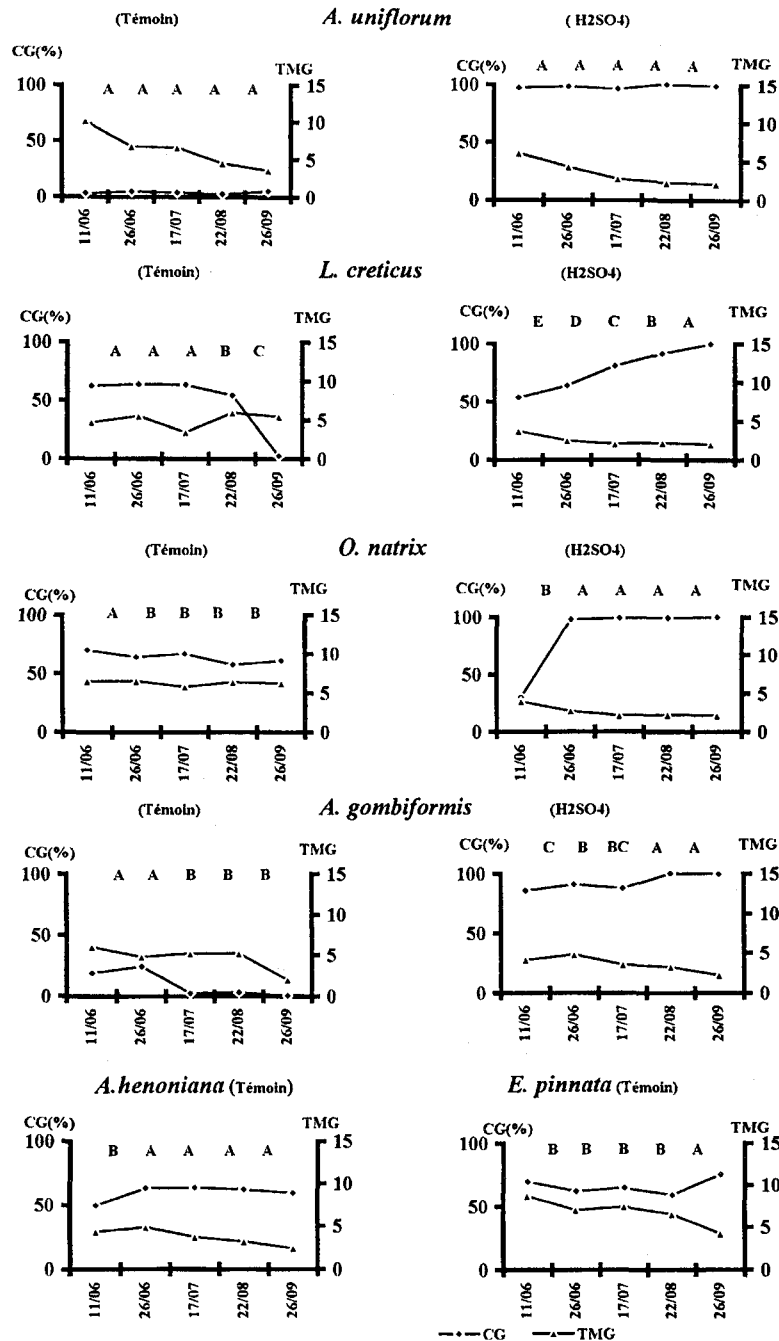 (Témoin) A. uniflorum ( H2SO4)
CG(%) CG(%) A A A A A TMG
100 A A A A A 15 100 15
10 10
50 50
5 5
0 0 0 0
11/06 26/06 17/07 22/08 26/09 11/06 26/06 17/07 22/08 26/09
(Témoin) L. creticus (H2SO4)
CG(%) TMG CG(%) E D C B A TMG
100 A A A B C 15 100 15
10 10
50 50
5 5
0 0 0 0
11/06 26/06 17/07 22/08 26/09 11/06 26/06 17/07 22/08 26/09
(Témoin) O. natrix (H2SO4)
CG(%) TMG CG(%) B A A A A TMG
100 A B B B B 15 100 15
10 10
50 50
5 5
0 0 0 0
11/06 26/06 17/07 22/08 26/09 11/06 26/06 17/07 22/08 26/09
(Témoin) A. gombiformis (H2SO4)
CG(%) TMG CG(%) C B BC A A TMG
100 A A B B B 15 100 15
10 10
50 50
5 5
0 0 0 0
11/06 26/06 17/07 22/08 26/09 11/06 26/06 17/07 22/08 26/09
A.henoniana (Témoin) E. pinnata (Témoin)
CG(%) B A A A A TMG CG(%) B B B B A TMG
100 15 100 15
10 10
50 50
5 5
0 0 0 0
11/06 26/06 17/07 22/08 26/09 11/06 26/06 17/07 22/08 26/09
CG TMG